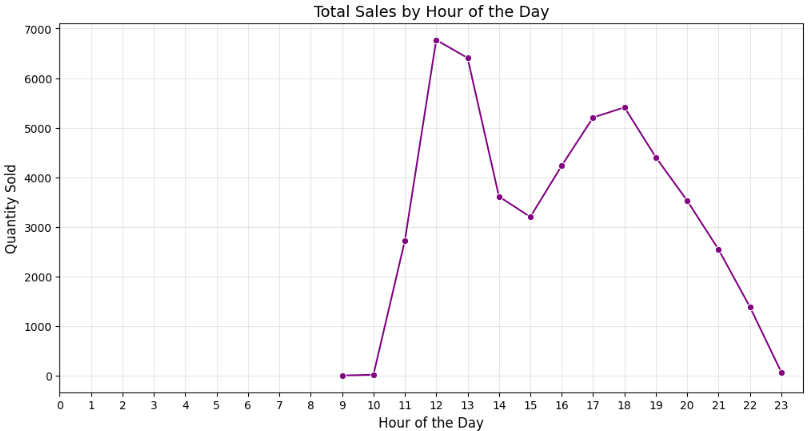 Total Sales by Hour of the Day
7000
6000
5000
4000
3000
2000
1000
0
Quantity Sold
0 1 2 3 4 5 6 7 8 9 10 11 12 13 14 15 16 17 18 19 20 21 22 23
Hour of the Day